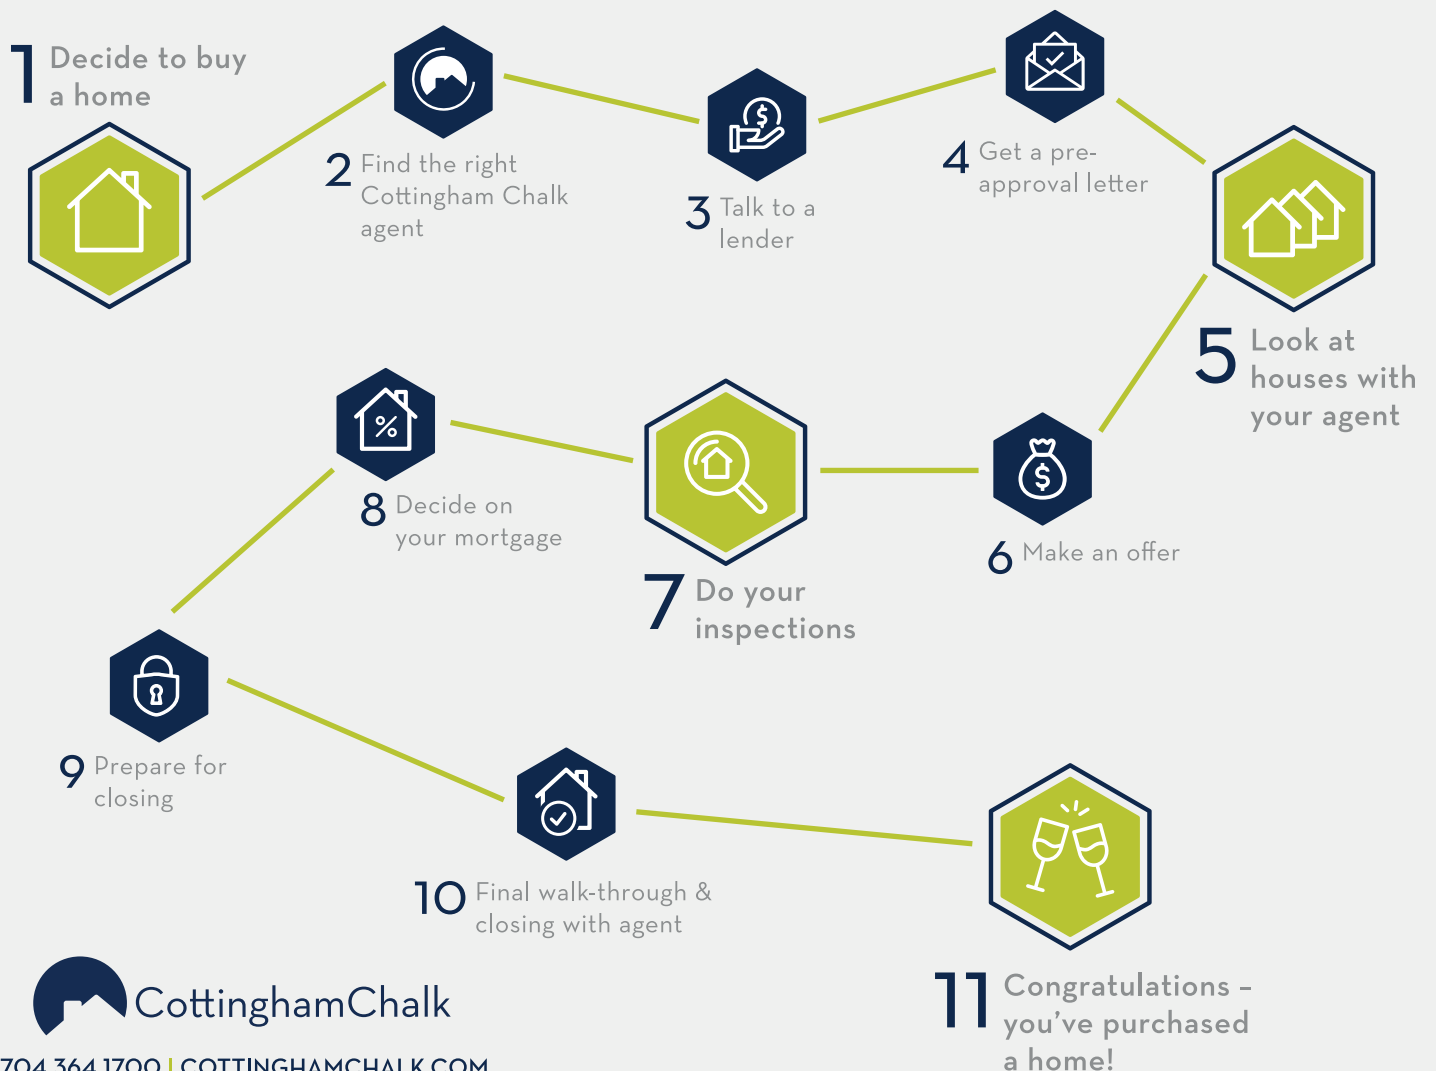 1 Decide to buy
a home
2 Find the right
Cottingham Chalk
agent
3 Talk to a
lender
4 Get a pre-
approval letter
5 Look at
houses with
your agent
6 Make an offer
7 Do your
inspections
8 Decide on
your mortgage
9 Prepare for
closing
10 Final walk-through &
closing with agent
11 Congratulations –
you've purchased
a home!
CottinghamChalk
704.364.1700 | COTTINGHAMCHALK.COM